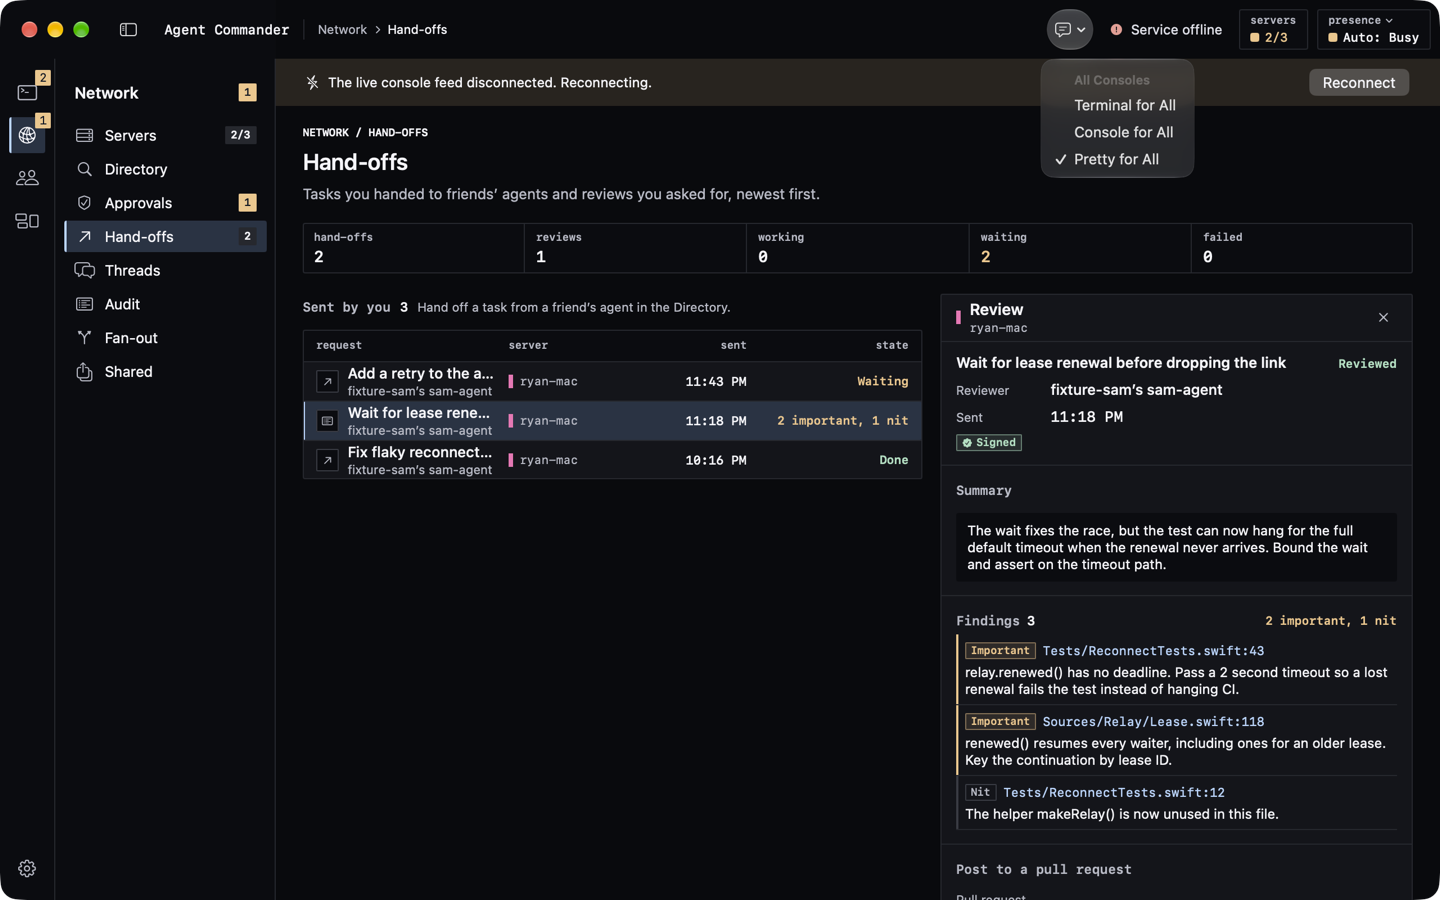 Agent Commander
Network > Hand-offs
Service offline
servers
2/3
presence
Auto: Busy
2
1
Network 1
Servers 2/3
Directory
Approvals 1
Hand-offs 2
Threads
Audit
Fan-out
Shared
The live console feed disconnected. Reconnecting.
Reconnect
All Consoles
Terminal for All
Console for All
✓ Pretty for All
NETWORK / HAND-OFFS
Hand-offs
Tasks you handed to friends’ agents and reviews you asked for, newest first.
hand-offs
2
reviews
1
working
0
waiting
2
failed
0
Sent by you 3 Hand off a task from a friend’s agent in the Directory.
request server sent state
Add a retry to the a...
fixture-sam’s sam-agent
ryan-mac 11:43 PM Waiting
Wait for lease rene...
fixture-sam’s sam-agent
ryan-mac 11:18 PM 2 important, 1 nit
Fix flaky reconnect...
fixture-sam’s sam-agent
ryan-mac 10:16 PM Done
Review
ryan-mac
Wait for lease renewal before dropping the link Reviewed
Reviewer fixture-sam’s sam-agent
Sent 11:18 PM
Signed
Summary
The wait fixes the race, but the test can now hang for the full
default timeout when the renewal never arrives. Bound the wait
and assert on the timeout path.
Findings 3 2 important, 1 nit
Important Tests/ReconnectTests.swift:43
relay.renewed() has no deadline. Pass a 2 second timeout so a lost
renewal fails the test instead of hanging CI.
Important Sources/Relay/Lease.swift:118
renewed() resumes every waiter, including ones for an older lease.
Key the continuation by lease ID.
Nit Tests/ReconnectTests.swift:12
The helper makeRelay() is now unused in this file.
Post to a pull request
Pull request